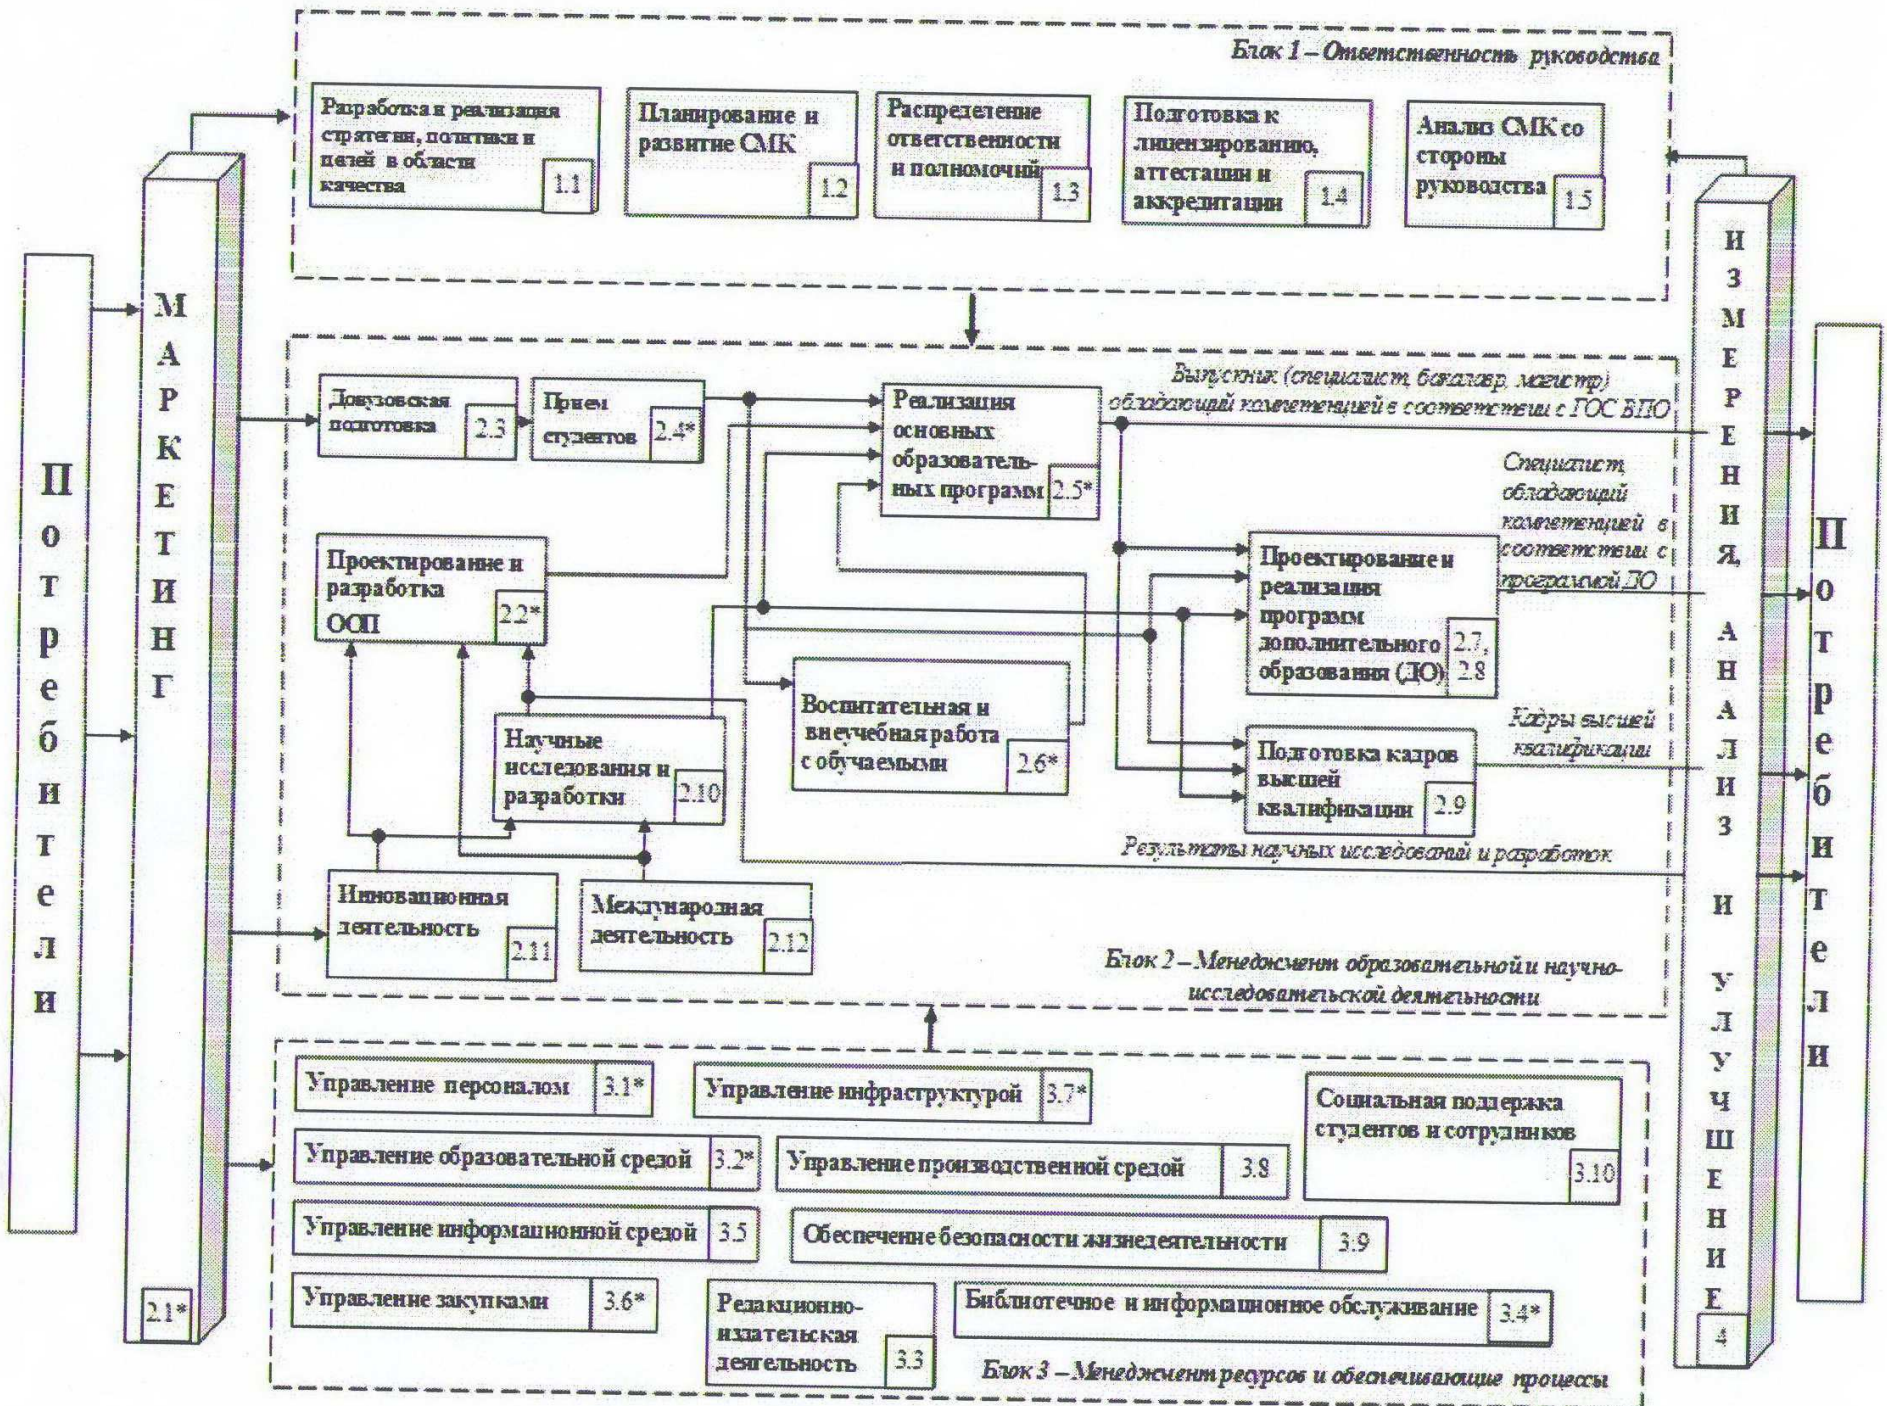 Блок 1 – Ответственность руководства
Разработка и реализация
стратегии, политики и
целей в области
качества
1.1
Планирование и
развитие СМК
1.2
Распределение
ответственности
и полномочий
1.3
Подготовка к
лицензированию,
аттестации и
аккредитации
1.4
Анализ СМК со
стороны
руководства
1.5
Потребители
МАРКЕТИНГ
2.1*
Довузовская
подготовка
2.3
Прием
студентов
2.4*
Реализация
основных
образователь-
ных программ
2.5*
Выпускник (специалист, бакалавр, магистр)
обладающий компетенцией в соответствии с ГОС ВПО
Специалист,
обладающий
компетенцией в
соответствии с
программой ДО
Проектирование и
разработка
ООП
2.2*
Проектирование и
реализация
программ
дополнительного
образования (ДО)
2.7,
2.8
Воспитательная и
внеучебная работа
с обучаемыми
2.6*
Научные
исследования и
разработки
2.10
Кадры высшей
квалификации
Подготовка кадров
высшей
квалификации
2.9
Результаты научных исследований и разработок
Инновационная
деятельность
2.11
Международная
деятельность
2.12
Блок 2 – Менеджмент образовательной и научно-
исследовательской деятельности
Управление персоналом
3.1*
Управление инфраструктурой
3.7*
Социальная поддержка
студентов и сотрудников
3.10
Управление образовательной средой
3.2*
Управление производственной средой
3.8
Управление информационной средой
3.5
Обеспечение безопасности жизнедеятельности
3.9
Управление закупками
3.6*
Редакционно-
издательская
деятельность
3.3
Библиотечное и информационное обслуживание
3.4*
Блок 3 – Менеджмент ресурсов и обеспечивающие процессы
ИЗМЕРЕНИЯ, АНАЛИЗ И УЛУЧШЕНИЕ
4
Потребители